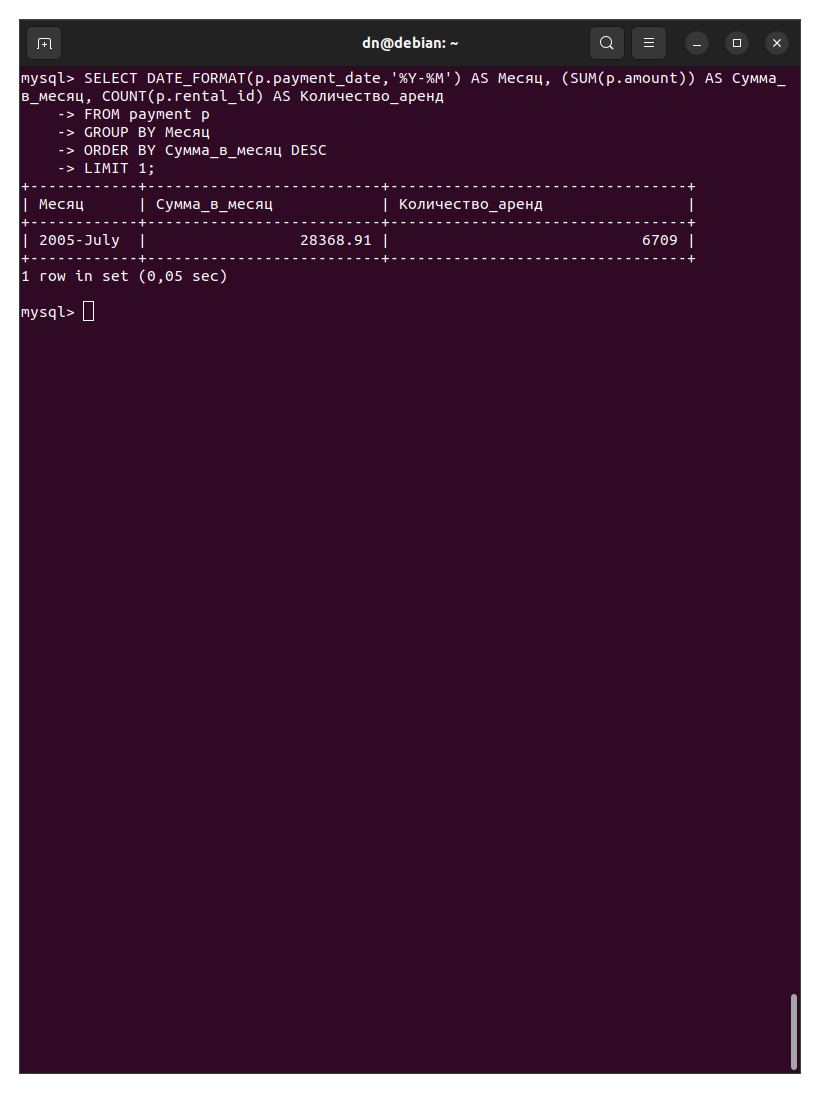 dn@debian: ~
mysql> SELECT DATE_FORMAT(p.payment_date,'%Y-%M') AS Месяц, (SUM(p.amount)) AS Сумма_
в_месяц, COUNT(p.rental_id) AS Количество_аренд
    -> FROM payment p
    -> GROUP BY Месяц
    -> ORDER BY Сумма_в_месяц DESC
    -> LIMIT 1;
+------------+--------------------------+---------------------------------+
| Месяц      | Сумма_в_месяц            | Количество_аренд                |
+------------+--------------------------+---------------------------------+
| 2005-July  |                 28368.91 |                            6709 |
+------------+--------------------------+---------------------------------+
1 row in set (0,05 sec)
mysql>